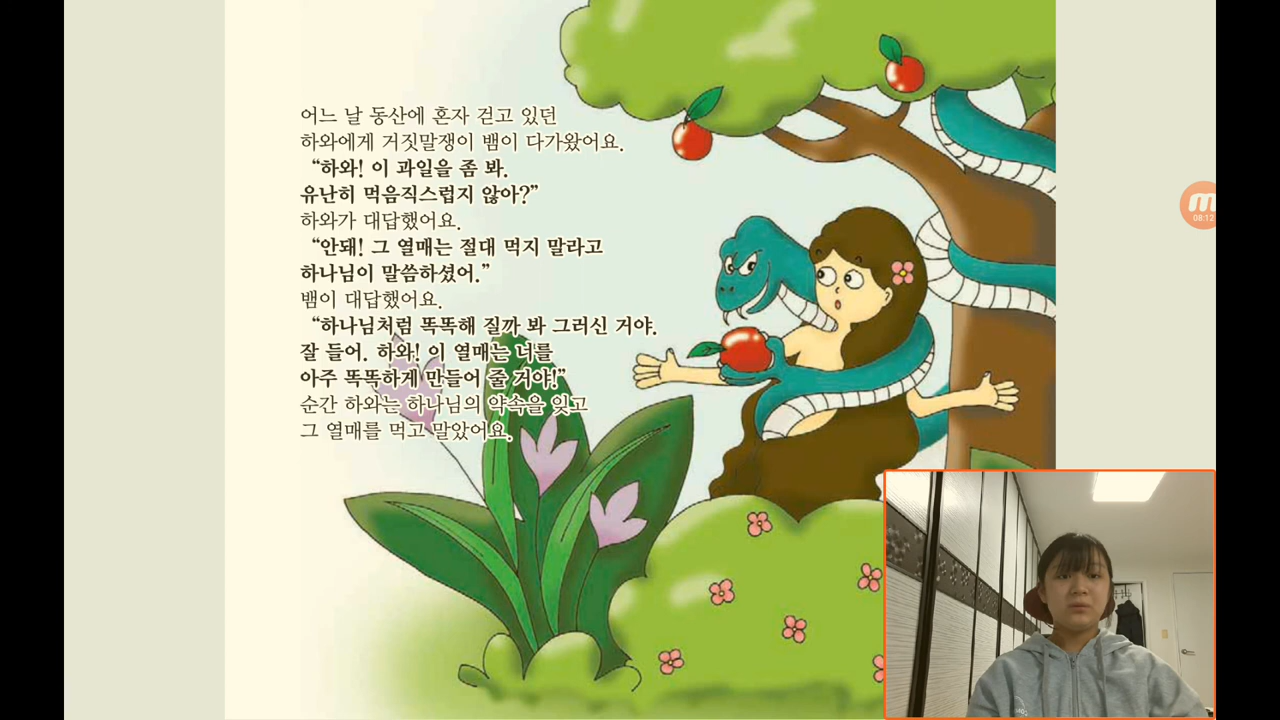 어느 날 동산에 혼자 걷고 있던
하와에게 거짓말쟁이 뱀이 다가왔어요.
“하와! 이 과일을 좀 봐.
유난히 먹음직스럽지 않아?”
하와가 대답했어요.
“안돼! 그 열매는 절대 먹지 말라고
하나님이 말씀하셨어.”
뱀이 대답했어요.
“하나님처럼 똑똑해 질까 봐 그러신 거야.
잘 들어. 하와! 이 열매는 너를
아주 똑똑하게 만들어 줄 거야!”
순간 하와는 하나님의 약속을 잊고
그 열매를 먹고 말았어요.
08:12